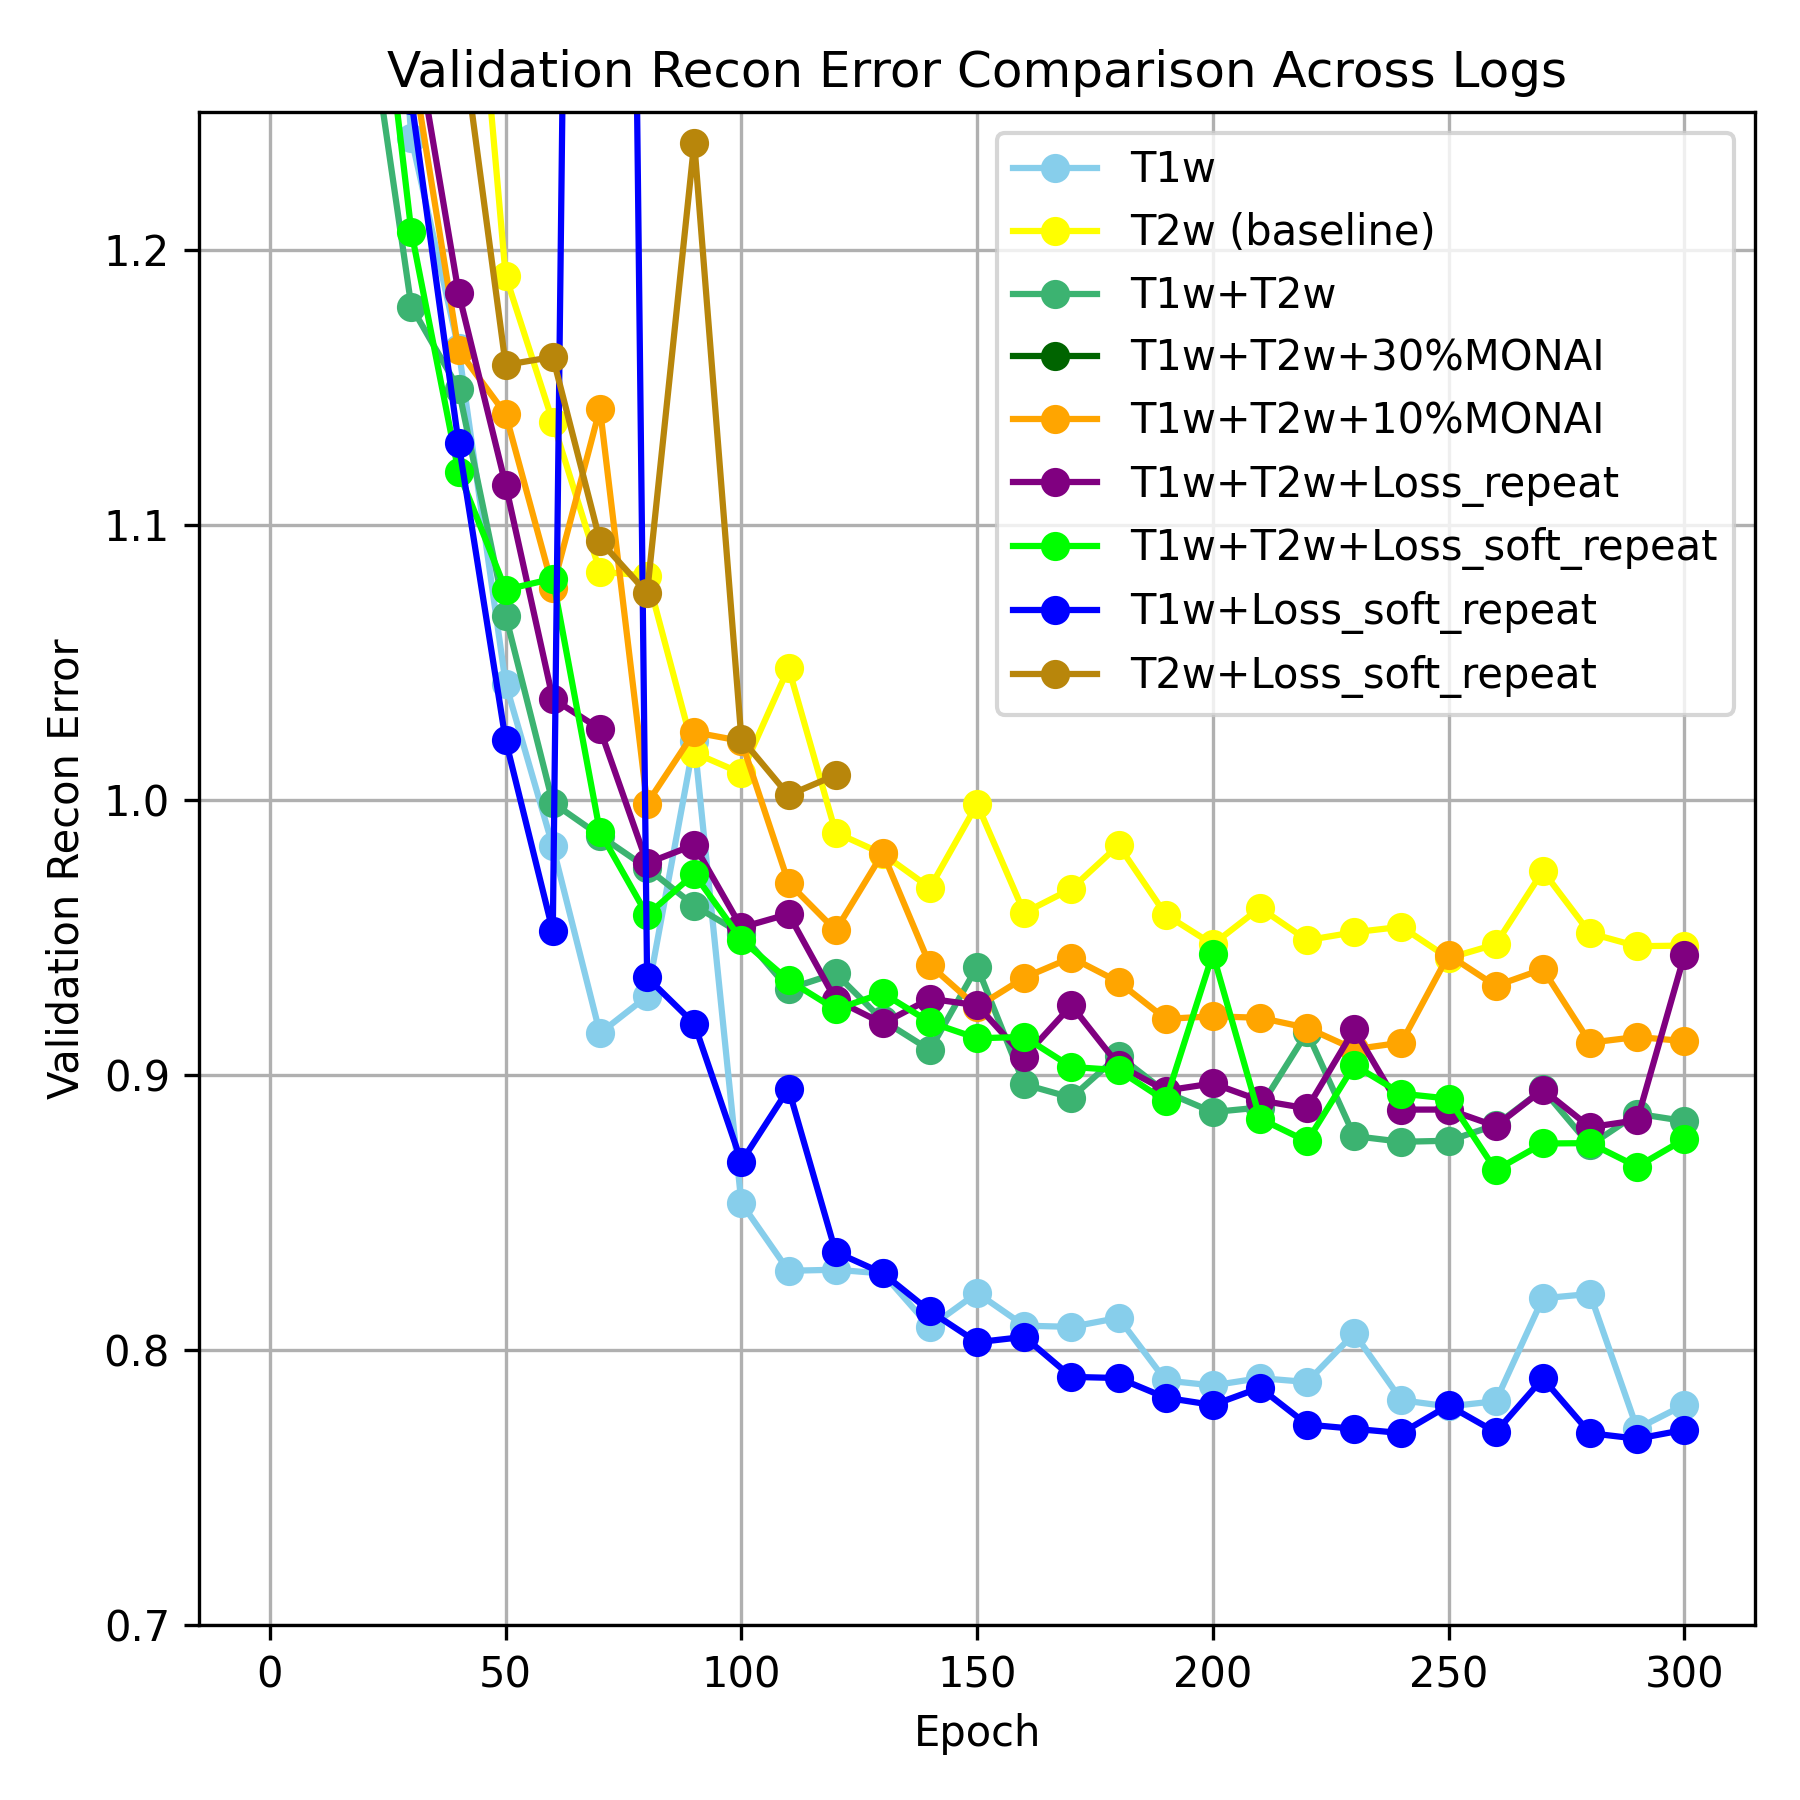 Validation Recon Error Comparison Across Logs
T1w
T2w (baseline)
T1w+T2w
T1w+T2w+30%MONAI
T1w+T2w+10%MONAI
T1w+T2w+Loss_repeat
T1w+T2w+Loss_soft_repeat
T1w+Loss_soft_repeat
T2w+Loss_soft_repeat
Validation Recon Error
1.2
1.1
1.0
0.9
0.8
0.7
0 50 100 150 200 250 300
Epoch